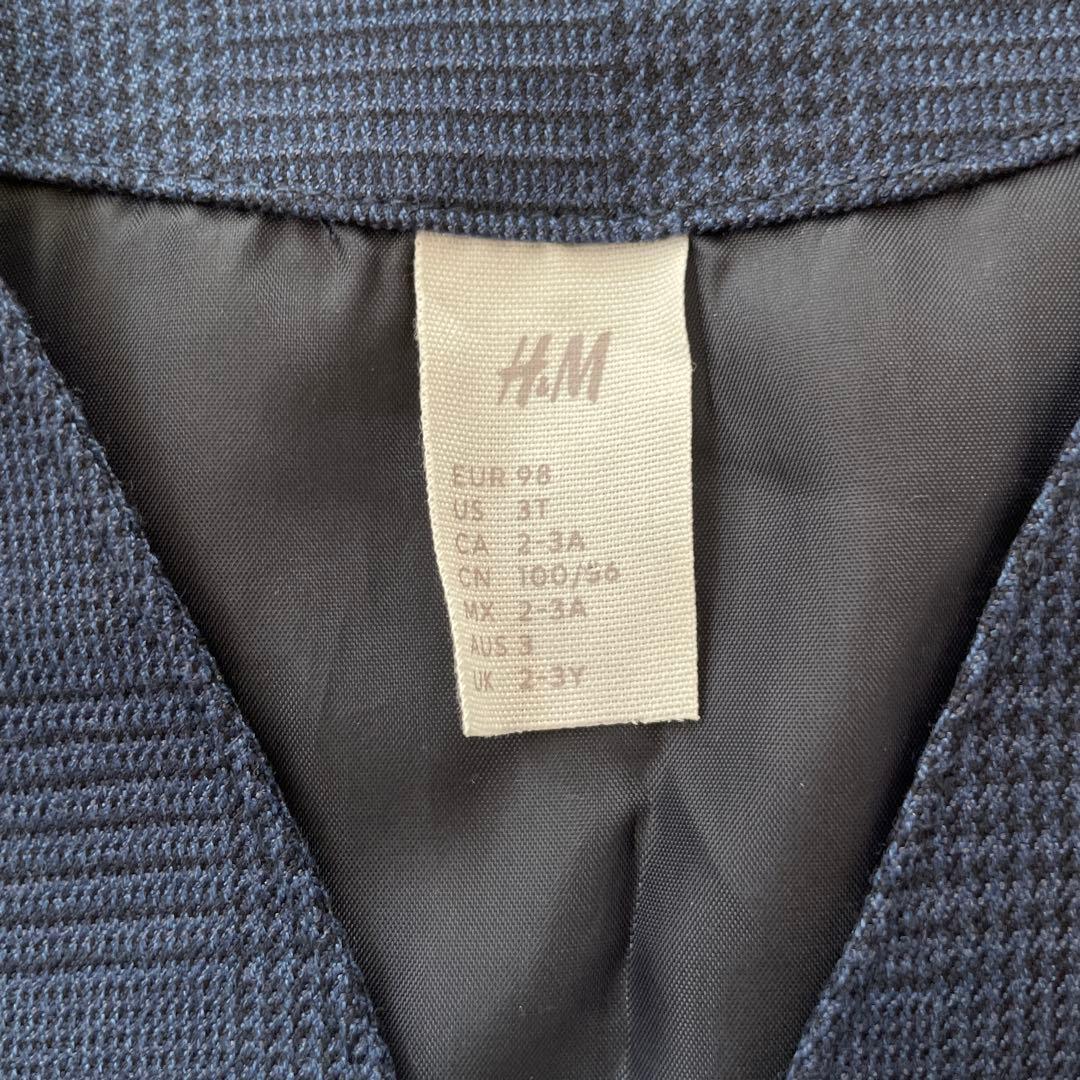 H&M
EUR 98
US 3T
CA 2-3A
CN 100/56
MX 2-3A
AUS 3
UK 2-3Y